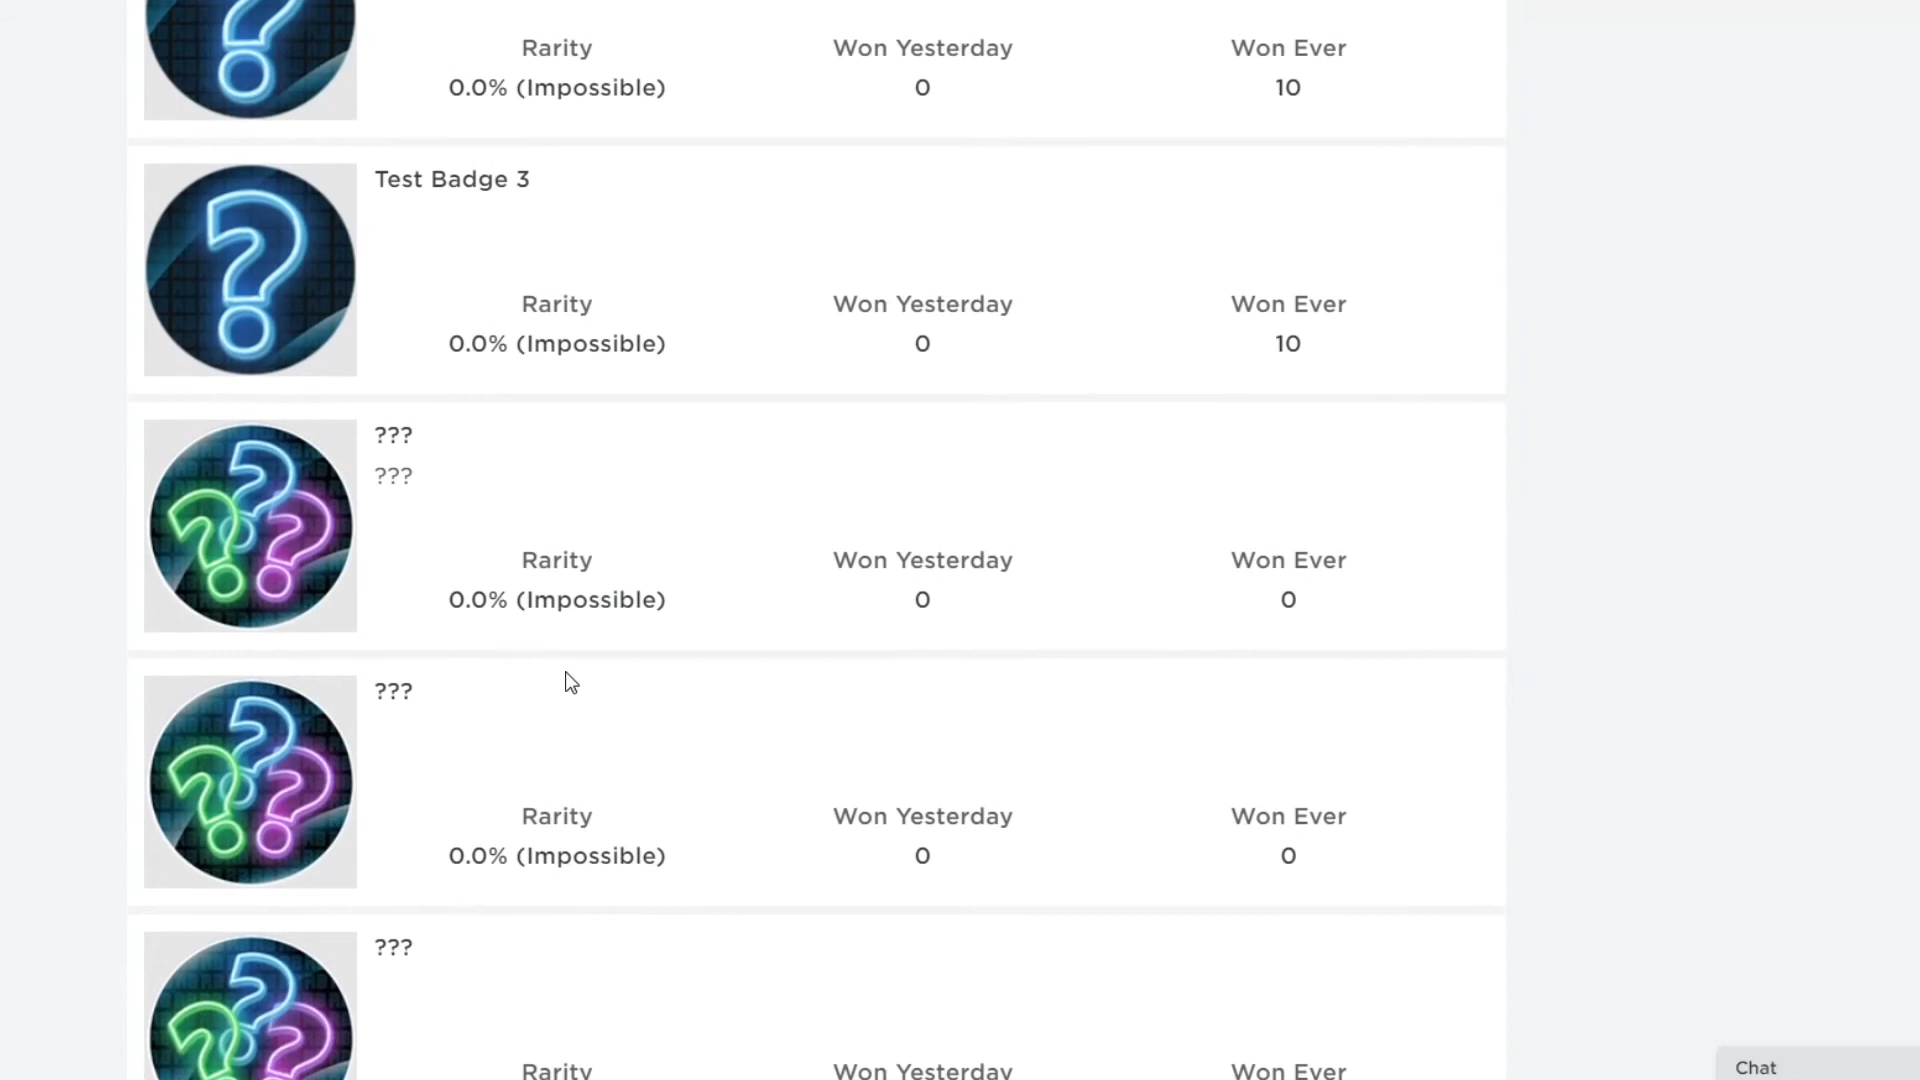 Rarity Won Yesterday Won Ever
0.0% (Impossible) 0 10
Test Badge 3
Rarity Won Yesterday Won Ever
0.0% (Impossible) 0 10
???
???
Rarity Won Yesterday Won Ever
0.0% (Impossible) 0 0
???
Rarity Won Yesterday Won Ever
0.0% (Impossible) 0 0
???
Rarity Won Yesterday Won Ever
Chat